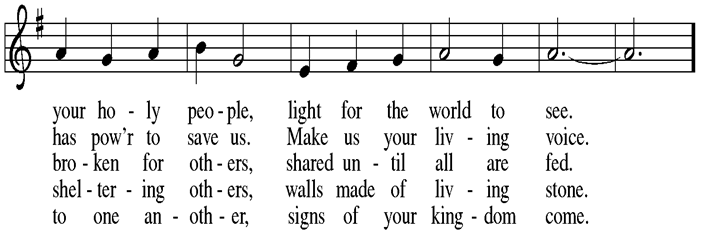 your ho - ly peo - ple, light for the world to see.
has pow'r to save us. Make us your liv - ing voice.
bro - ken for oth - ers, shared un - til all are fed.
shel - ter - ing oth - ers, walls made of liv - ing stone.
to one an - oth - er, signs of your king - dom come.